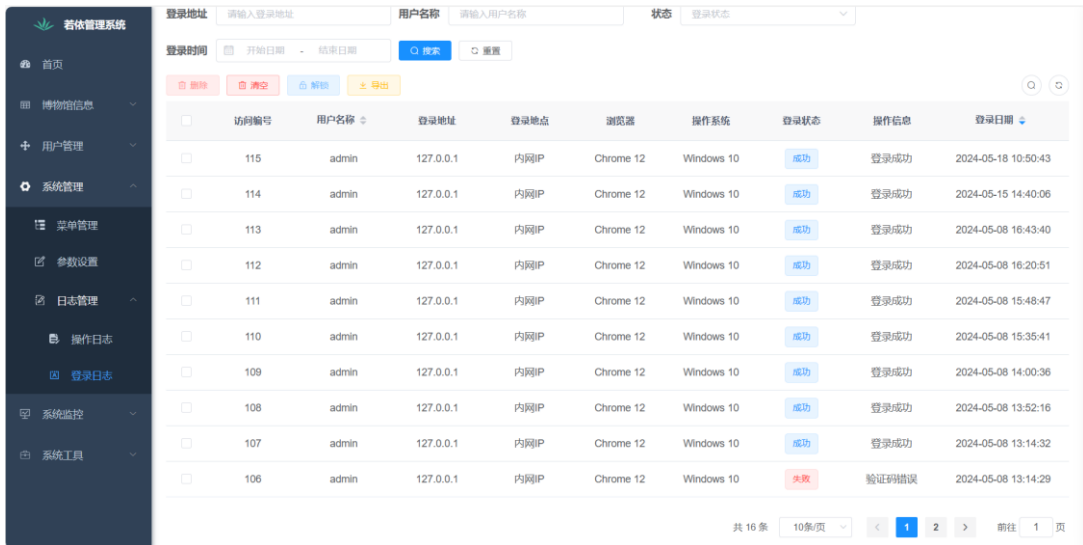 若依管理系统
首页
博物馆信息
用户管理
系统管理
菜单管理
参数设置
日志管理
操作日志
登录日志
系统监控
系统工具
登录地址 请输入登录地址 用户名称 请输入用户名称 状态 登录状态
登录时间 开始日期 - 结束日期 搜索 重置
删除 清空 解锁 导出
访问编号 用户名称 登录地址 登录地点 浏览器 操作系统 登录状态 操作信息 登录日期
115 admin 127.0.0.1 内网IP Chrome 12 Windows 10 成功 登录成功 2024-05-18 10:50:43
114 admin 127.0.0.1 内网IP Chrome 12 Windows 10 成功 登录成功 2024-05-15 14:40:06
113 admin 127.0.0.1 内网IP Chrome 12 Windows 10 成功 登录成功 2024-05-08 16:43:40
112 admin 127.0.0.1 内网IP Chrome 12 Windows 10 成功 登录成功 2024-05-08 16:20:51
111 admin 127.0.0.1 内网IP Chrome 12 Windows 10 成功 登录成功 2024-05-08 15:48:47
110 admin 127.0.0.1 内网IP Chrome 12 Windows 10 成功 登录成功 2024-05-08 15:35:41
109 admin 127.0.0.1 内网IP Chrome 12 Windows 10 成功 登录成功 2024-05-08 14:00:36
108 admin 127.0.0.1 内网IP Chrome 12 Windows 10 成功 登录成功 2024-05-08 13:52:16
107 admin 127.0.0.1 内网IP Chrome 12 Windows 10 成功 登录成功 2024-05-08 13:14:32
106 admin 127.0.0.1 内网IP Chrome 12 Windows 10 失败 验证码错误 2024-05-08 13:14:29
共 16 条 10条/页 < 1 2 > 前往 1 页